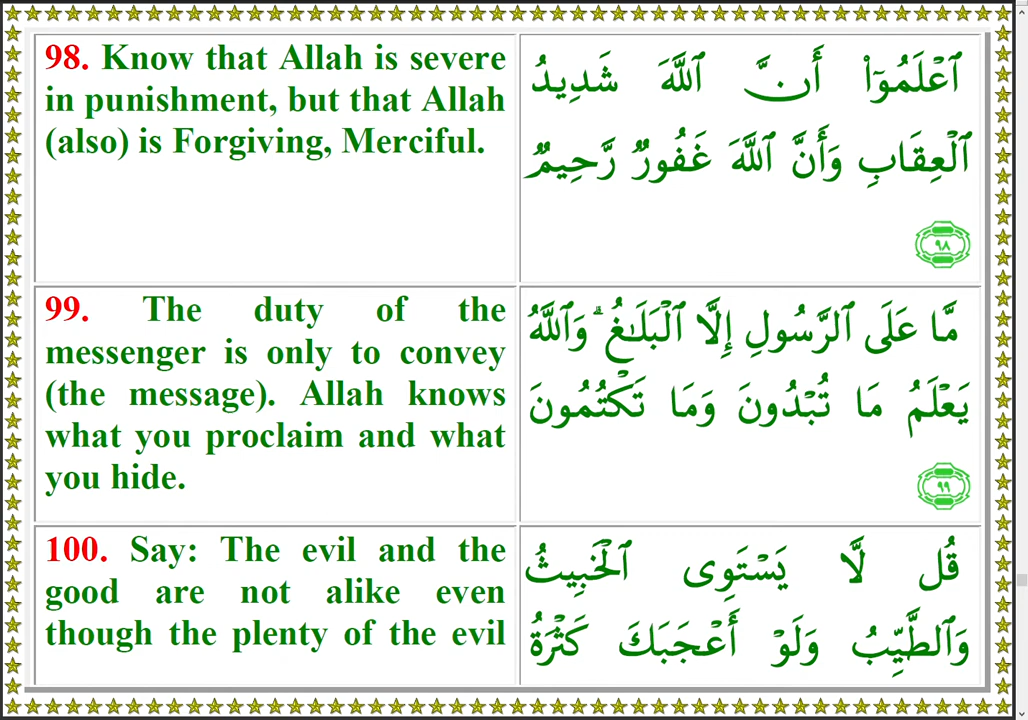 98. Know that Allah is severe
in punishment, but that Allah
(also) is Forgiving, Merciful.
ٱعْلَمُوٓا۟ أَنَّ ٱللَّهَ شَدِيدُ
ٱلْعِقَابِ وَأَنَّ ٱللَّهَ غَفُورٌ رَّحِيمٌ
٩٨
99. The duty of the
messenger is only to convey
(the message). Allah knows
what you proclaim and what
you hide.
مَّا عَلَى ٱلرَّسُولِ إِلَّا ٱلْبَلَـٰغُ ۗ وَٱللَّهُ
يَعْلَمُ مَا تُبْدُونَ وَمَا تَكْتُمُونَ
٩٩
100. Say: The evil and the
good are not alike even
though the plenty of the evil
قُل لَّا يَسْتَوِى ٱلْخَبِيثُ
وَٱلطَّيِّبُ وَلَوْ أَعْجَبَكَ كَثْرَةُ